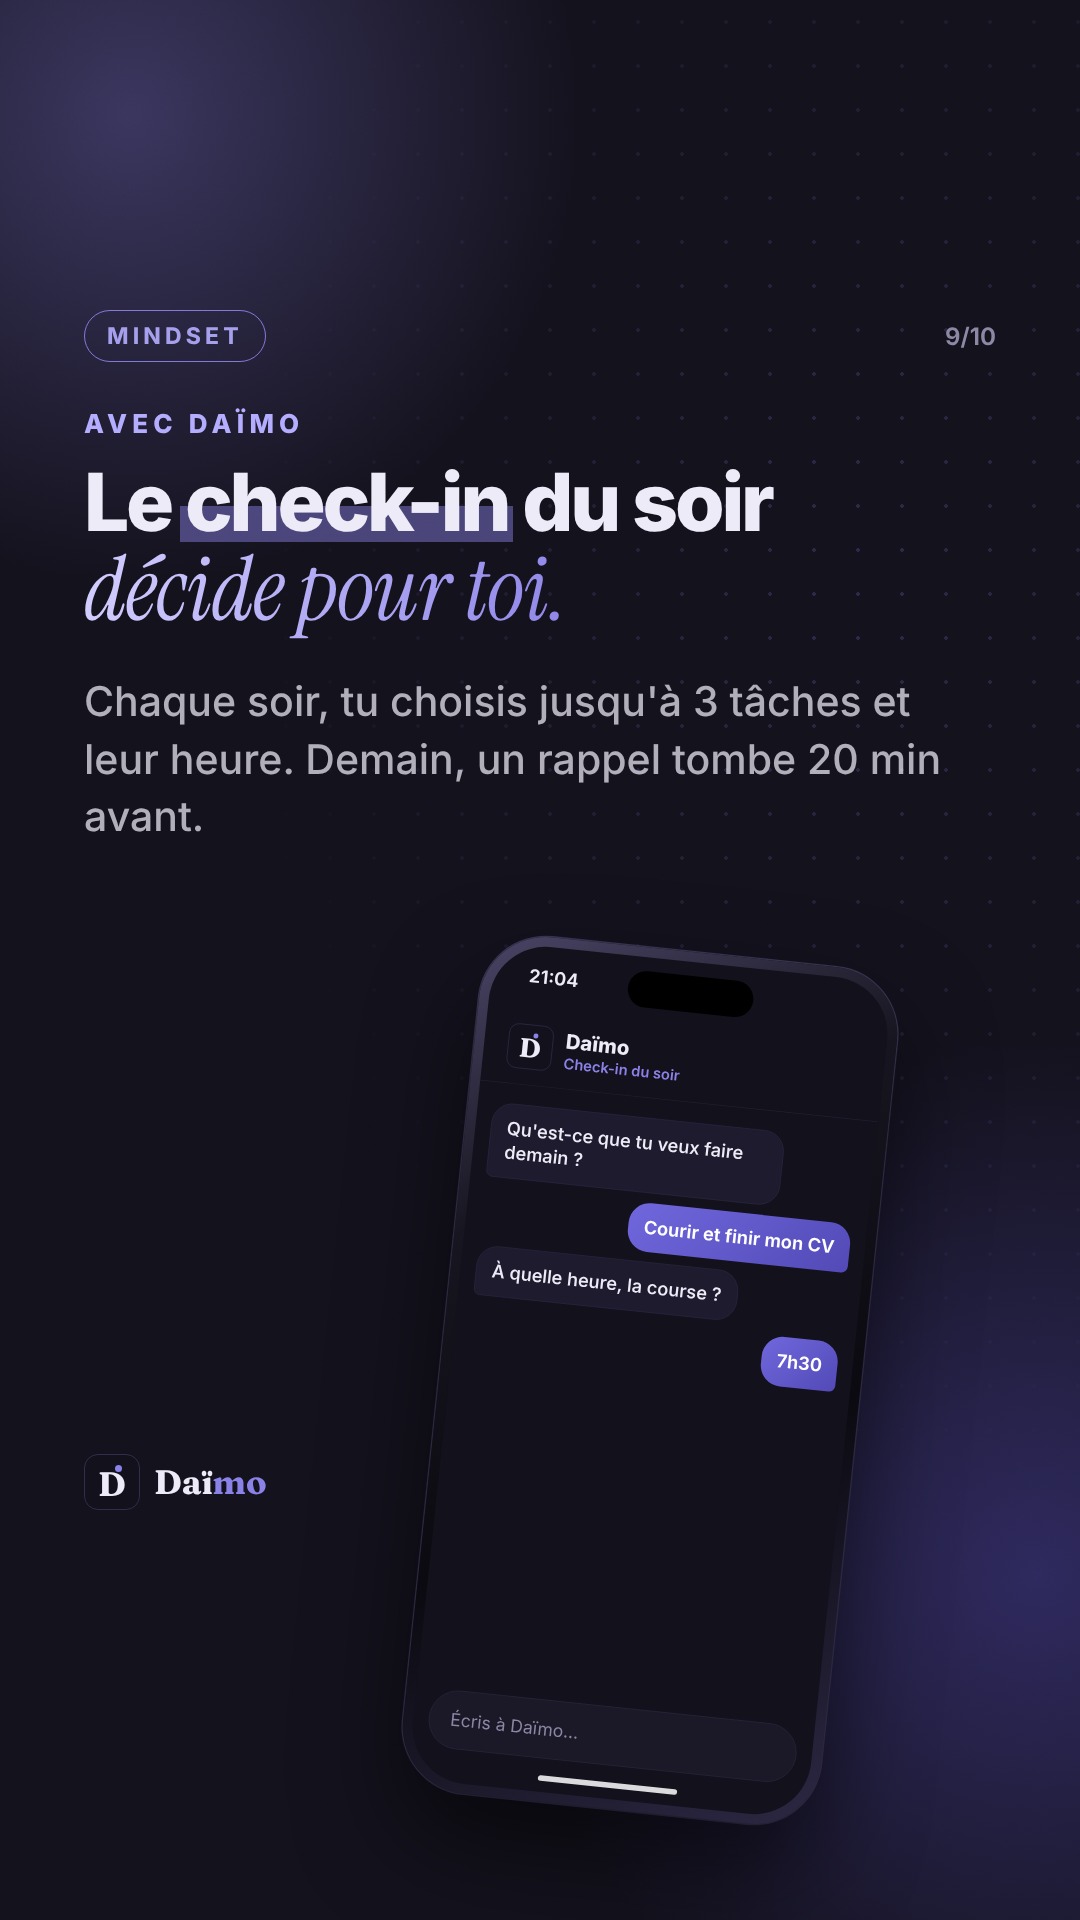 MINDSET
9/10
AVEC DAÏMO
Le check-in du soir
décide pour toi.
Chaque soir, tu choisis jusqu'à 3 tâches et
leur heure. Demain, un rappel tombe 20 min
avant.
21:04
D
Daïmo
Check-in du soir
Qu'est-ce que tu veux faire
demain ?
Courir et finir mon CV
À quelle heure, la course ?
7h30
D
Daïmo
Écris à Daïmo...